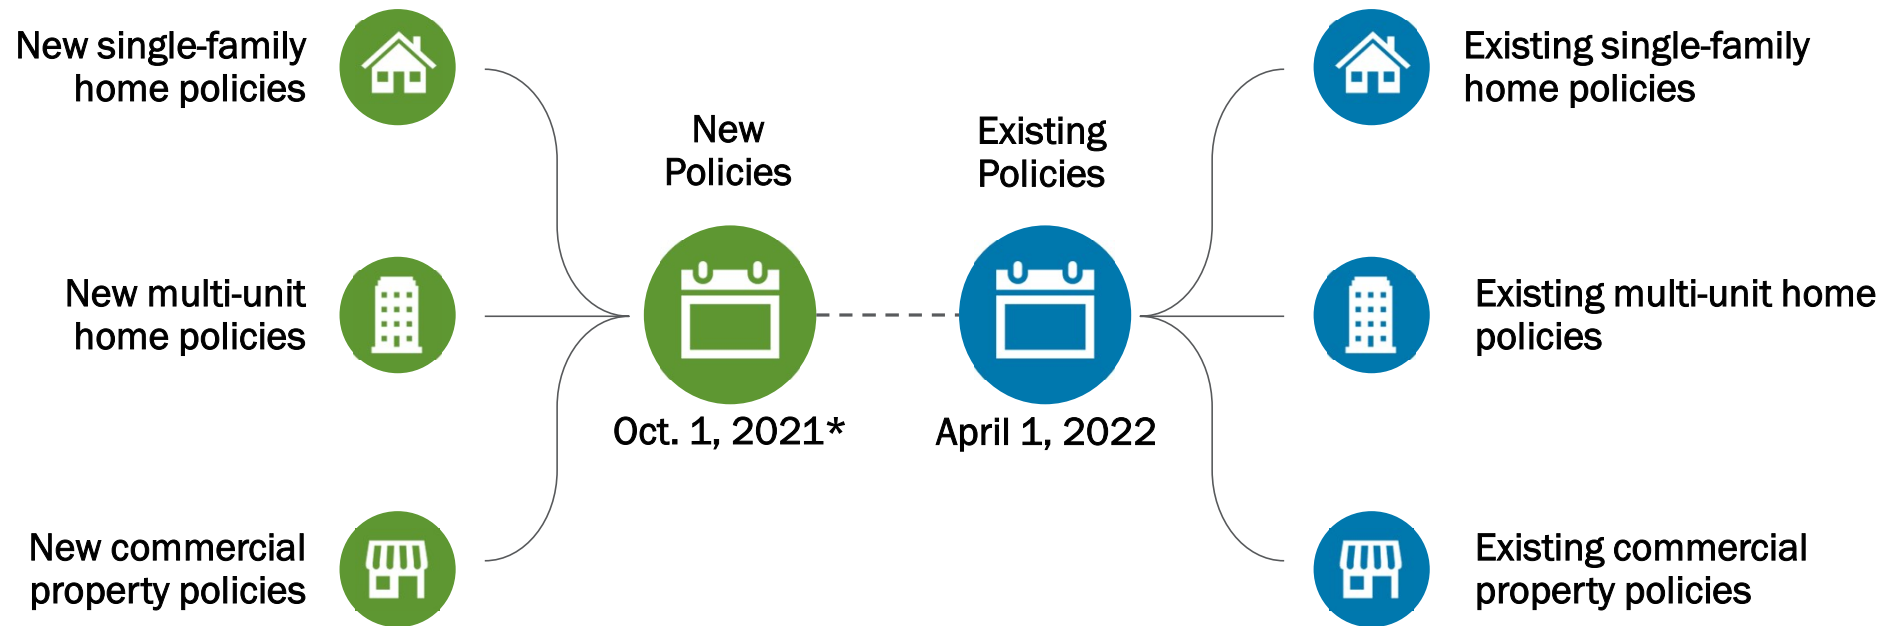 New single-family
home policies
New multi-unit
home policies
New commercial
property policies
New
Policies
Oct. 1, 2021*
Existing
Policies
April 1, 2022
Existing single-family
home policies
Existing multi-unit home
policies
Existing commercial
property policies